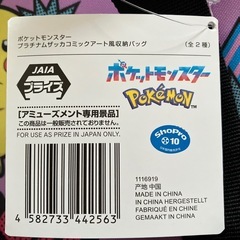 ポケットモンスター
プラチナムザッカコミックアート風収納バッグ
(全2種)
JAIA
プライズ
ポケットモンスター
POKÉMON
[アミューズメント専用景品]
この商品は一般販売されておりません。
FOR USE AS PRIZE IN JAPAN ONLY.
ShoPro
10
1116919
产地 中国
MADE IN CHINA
IN CHINA HERGESTELLT
FABRIQUÉ EN CHINE
GEMAAKT IN CHINA
4 582733 442563